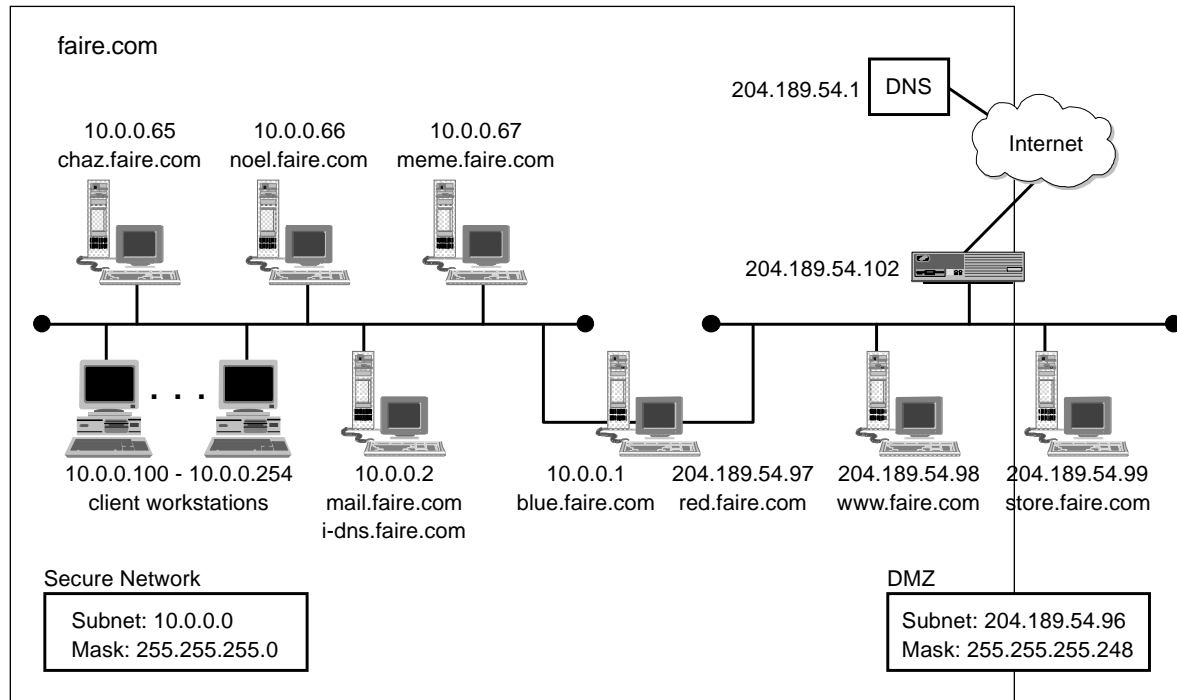 faire.com
204.189.54.1
DNS
Internet
10.0.0.65
chaz.faire.com
10.0.0.66
noel.faire.com
10.0.0.67
meme.faire.com
204.189.54.102
. . .
10.0.0.100 - 10.0.0.254
client workstations
10.0.0.2
mail.faire.com
i-dns.faire.com
10.0.0.1
blue.faire.com
204.189.54.97
red.faire.com
204.189.54.98
www.faire.com
204.189.54.99
store.faire.com
Secure Network
Subnet: 10.0.0.0
Mask: 255.255.255.0
DMZ
Subnet: 204.189.54.96
Mask: 255.255.255.248